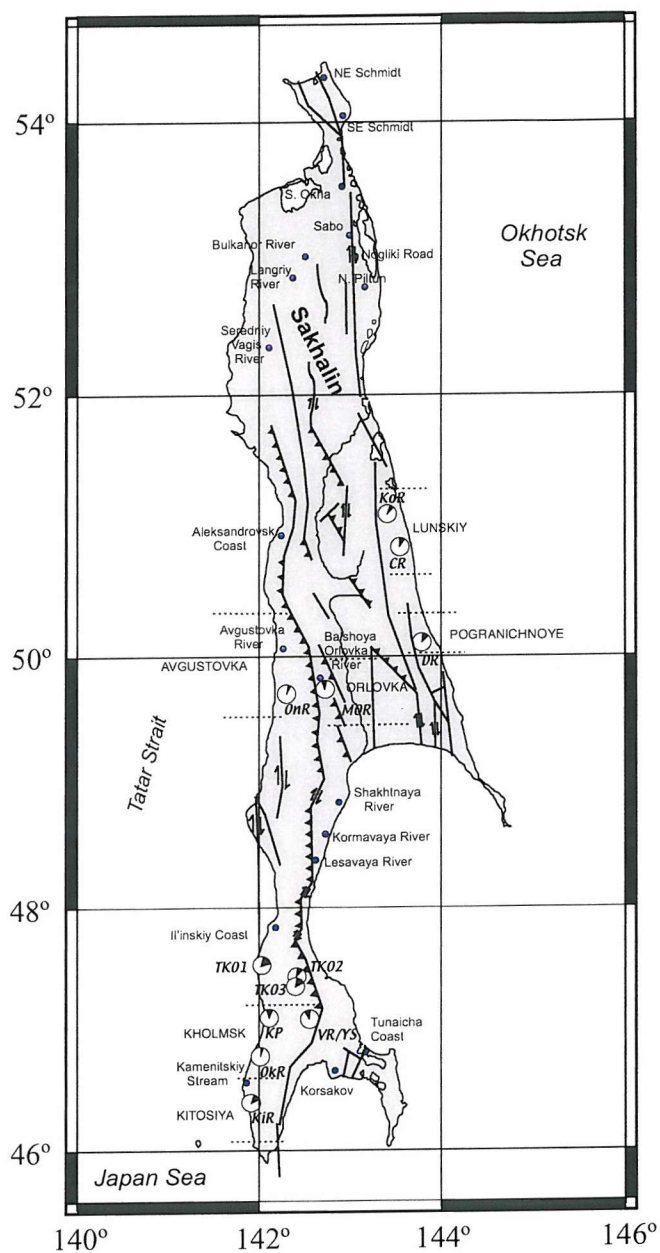 NE Schmidt
54°
SE Schmidt
S. Okha
Sabo
Okhotsk
Sea
Bulkanor River
Nogliki Road
Langriy
River
N. Piltun
Sakhalin
Seredniy
Vagis
River
52°
KoR
LUNSKIY
Aleksandrovsk
Coast
CR
Avgustovka
River
Balshoya
Orlovka
River
POGRANICHNOYE
50°
DR
AVGUSTOVKA
ORLOVKA
OnR
MOR
Tatar Strait
Shakhtnaya
River
Kormavaya River
Lesavaya River
48°
Il'inskiy Coast
TK01
TK02
TK03
KHOLMSK
KP
VR/YS
Tunaicha
Coast
OkR
Kamenitskiy
Stream
Korsakov
KITOSIYA
KiR
46°
Japan Sea
140°
142°
144°
146°